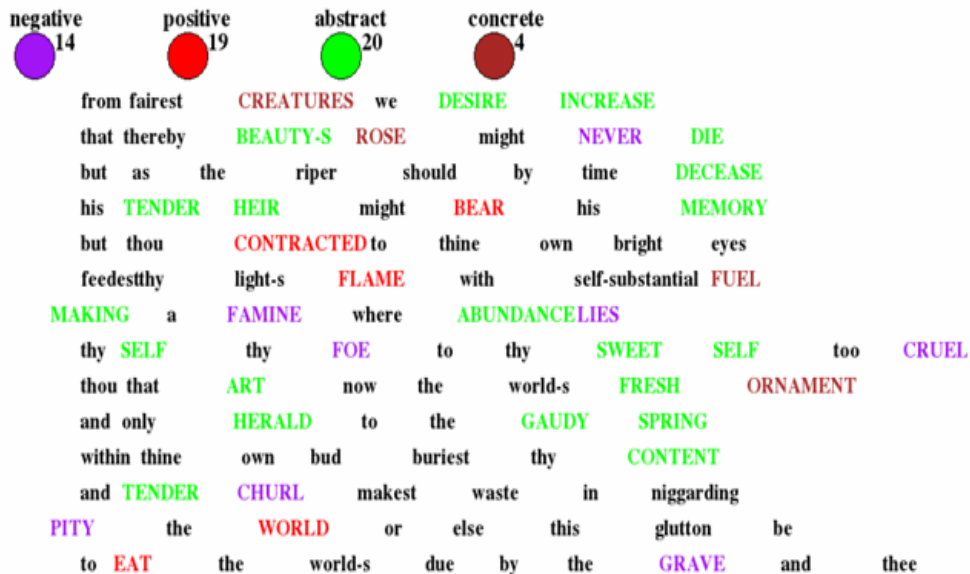 negative positive abstract concrete
14 19 20 4
from fairest CREATURES we DESIRE INCREASE
that thereby BEAUTY-S ROSE might NEVER DIE
but as the riper should by time DECEASE
his TENDER HEIR might BEAR his MEMORY
but thou CONTRACTED to thine own bright eyes
feedestthy light-s FLAME with self-substantial FUEL
MAKING a FAMINE where ABUNDANCELIES
thy SELF thy FOE to thy SWEET SELF too CRUEL
thou that ART now the world-s FRESH ORNAMENT
and only HERALD to the GAUDY SPRING
within thine own bud buriest thy CONTENT
and TENDER CHURL makest waste in niggarding
PITY the WORLD or else this glutton be
to EAT the world-s due by the GRAVE and thee